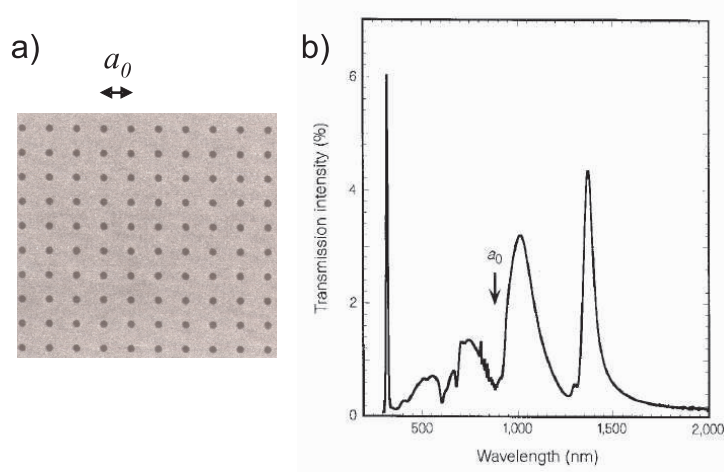 a)
a0
b)
Transmission intensity (%)
6
4
2
0
a0
500
1,000
1,500
2,000
Wavelength (nm)